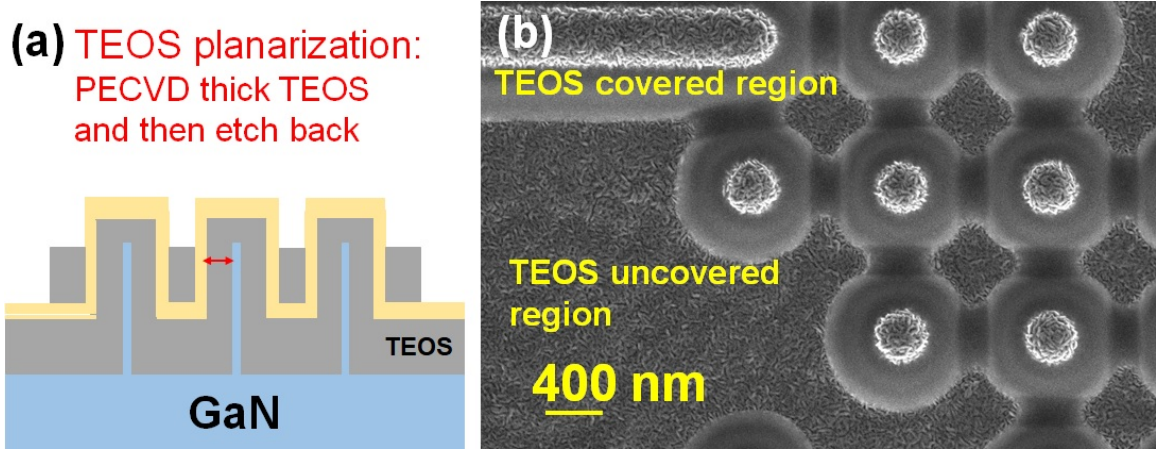 (a) TEOS planarization:
PECVD thick TEOS
and then etch back
TEOS
GaN
(b)
TEOS covered region
TEOS uncovered
region
400 nm